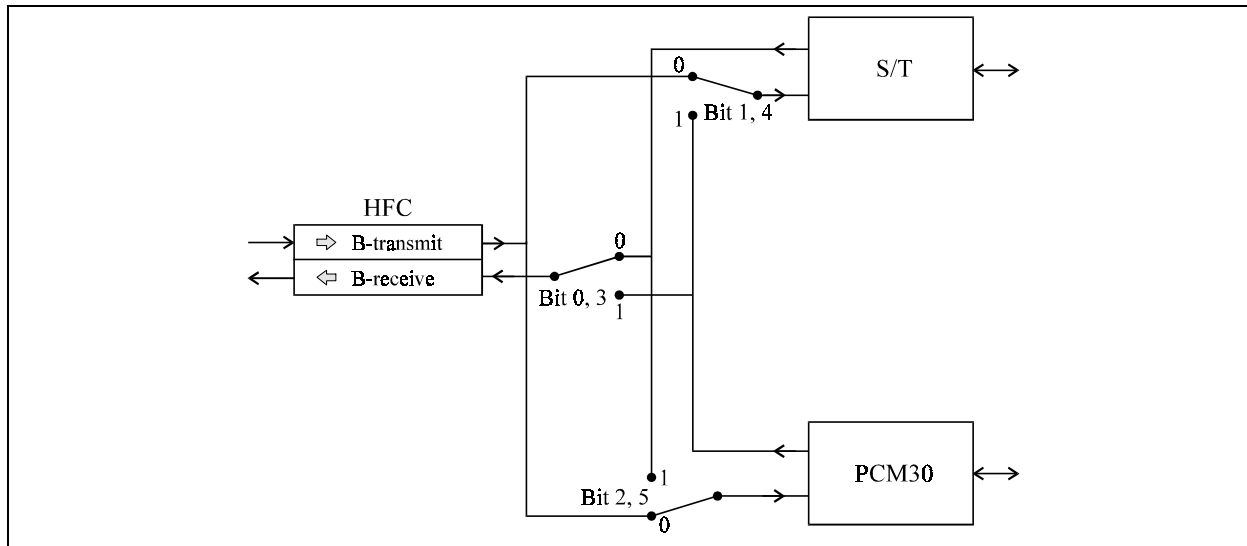 S/T
0
Bit 1, 4
1
HFC
B-transmit
B-receive
0
Bit 0, 3
1
1
Bit 2, 5
0
PCM30